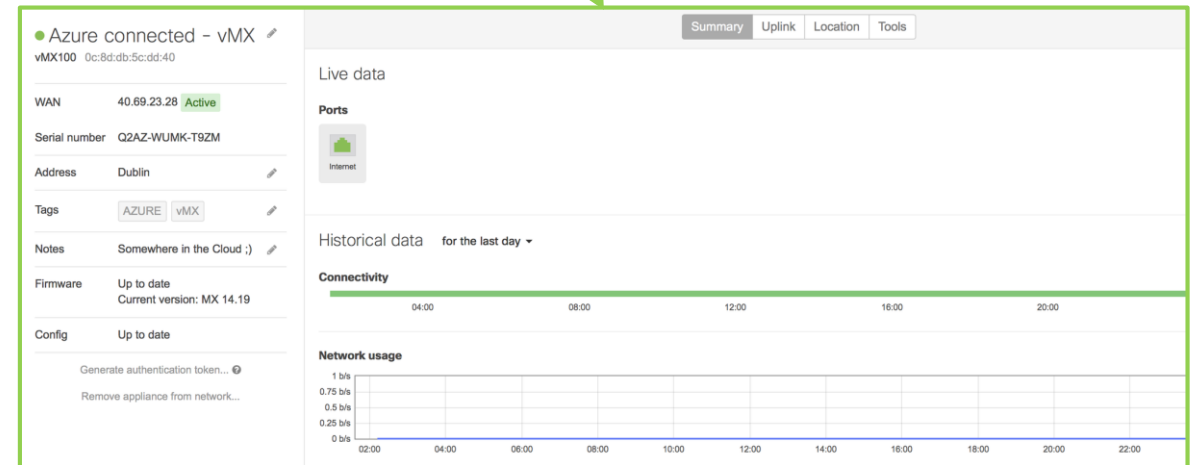 Azure connected - vMX
vMX100 0c:8d:db:5c:dd:40
WAN 40.69.23.28 Active
Serial number Q2AZ-WUMK-T9ZM
Address Dublin
Tags AZURE vMX
Notes Somewhere in the Cloud ;)
Firmware Up to date
Current version: MX 14.19
Config Up to date
Generate authentication token...
Remove appliance from network...
Summary Uplink Location Tools
Live data
Ports
Internet
Historical data for the last day
Connectivity
04:00 08:00 12:00 16:00 20:00
Network usage
1 b/s
0.75 b/s
0.5 b/s
0.25 b/s
0 b/s
02:00 04:00 06:00 08:00 10:00 12:00 14:00 16:00 18:00 20:00 22:00